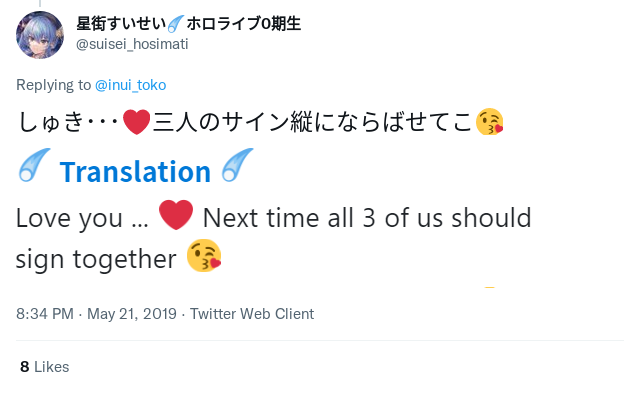 星街すいせい☄️ホロライブ0期生
@suisei_hosimati
Replying to @inui_toko
しゅき・・・❤️三人のサイン縦にならばせてこ😘
☄️ Translation ☄️
Love you ... ❤️ Next time all 3 of us should
sign together 😘
8:34 PM · May 21, 2019 · Twitter Web Client
8 Likes